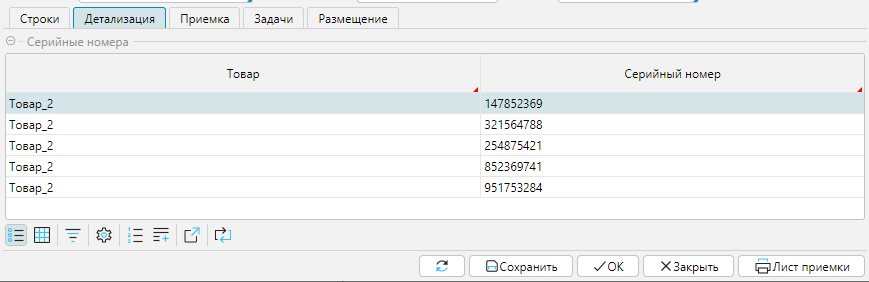 Строки Детализация Приемка Задачи Размещение
Серийные номера
Товар Серийный номер
Товар_2 147852369
Товар_2 321564788
Товар_2 254875421
Товар_2 852369741
Товар_2 951753284
Сохранить OK Закрыть Лист приемки